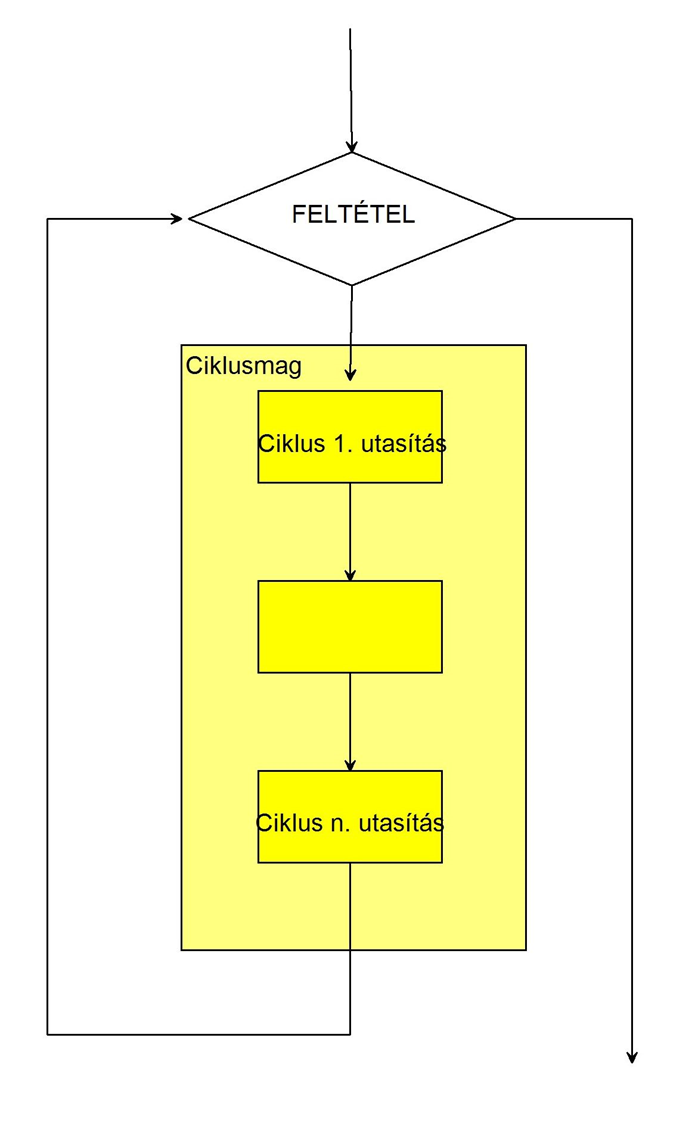 FELTÉTEL
Ciklusmag
Ciklus 1. utasítás
Ciklus n. utasítás